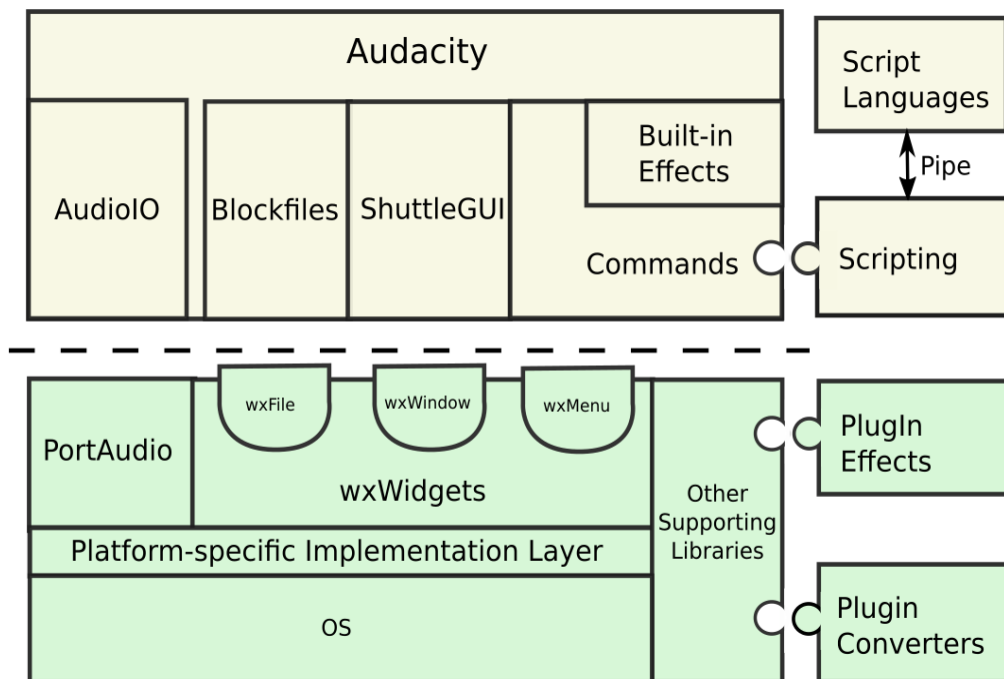 Audacity
Script
Languages
Pipe
Built-in
Effects
AudioIO
Blockfiles
ShuttleGUI
Commands
Scripting
wxFile
wxWindow
wxMenu
PortAudio
wxWidgets
PlugIn
Effects
Other
Supporting
Libraries
Platform-specific Implementation Layer
OS
Plugin
Converters